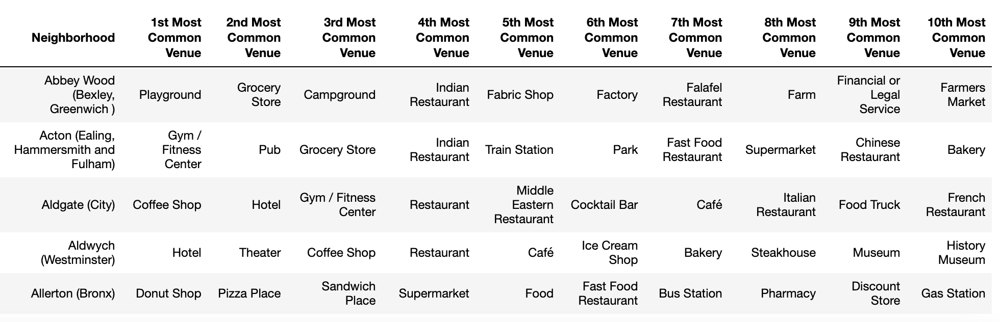 Neighborhood 1st Most Common Venue 2nd Most Common Venue 3rd Most Common Venue 4th Most Common Venue 5th Most Common Venue 6th Most Common Venue 7th Most Common Venue 8th Most Common Venue 9th Most Common Venue 10th Most Common Venue
Abbey Wood (Bexley, Greenwich ) Playground Grocery Store Campground Indian Restaurant Fabric Shop Factory Falafel Restaurant Farm Financial or Legal Service Farmers Market
Acton (Ealing, Hammersmith and Fulham) Gym / Fitness Center Pub Grocery Store Indian Restaurant Train Station Park Fast Food Restaurant Supermarket Chinese Restaurant Bakery
Aldgate (City) Coffee Shop Hotel Gym / Fitness Center Restaurant Middle Eastern Restaurant Cocktail Bar Café Italian Restaurant Food Truck French Restaurant
Aldwych (Westminster) Hotel Theater Coffee Shop Restaurant Café Ice Cream Shop Bakery Steakhouse Museum History Museum
Allerton (Bronx) Donut Shop Pizza Place Sandwich Place Supermarket Food Fast Food Restaurant Bus Station Pharmacy Discount Store Gas Station